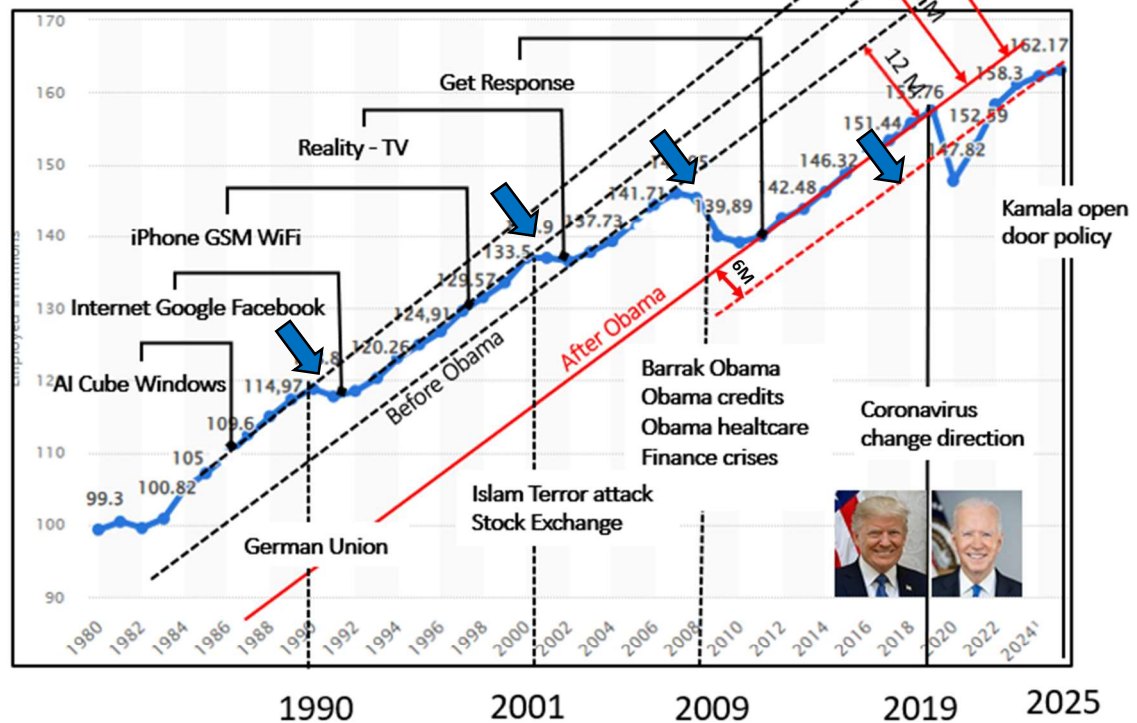 170
160
150
140
130
110
100
90
Get Response
Reality - TV
iPhone GSM WiFi
Internet Google Facebook
AI Cube Windows
99.3
100.82
105
109.6
114,97
120.26
124,91
129.57
133.5
137.73
141.71
139,89
142.48
146.32
151.44
155.76
147.82
152.59
158.3
162.17
12 M
6M
Before Obama
After Obama
Kamala open
door policy
Barrak Obama
Obama credits
Obama healtcare
Finance crises
Coronavirus
change direction
Islam Terror attack
Stock Exchange
German Union
1980
1982
1984
1986
1988
1990
1992
1994
1996
1998
2000
2002
2004
2006
2008
2010
2012
2014
2016
2018
2020
2022
2024
1990
2001
2009
2019
2025